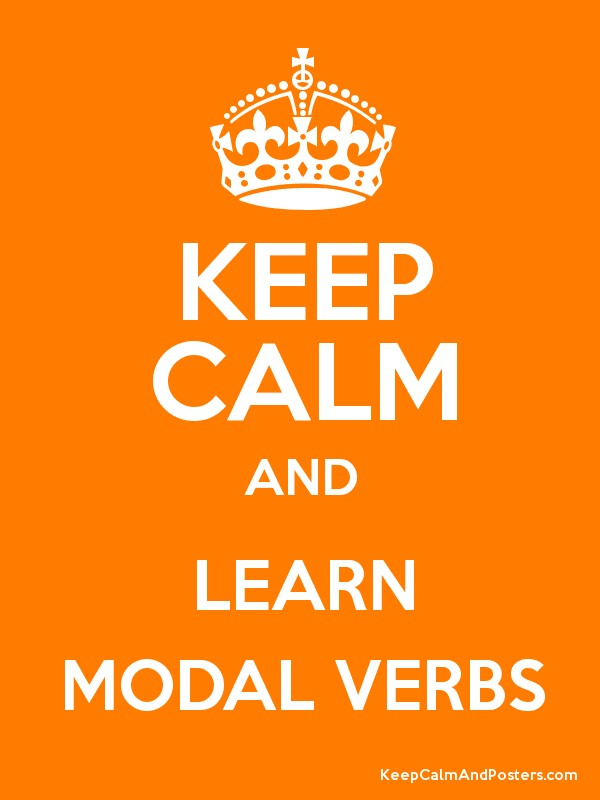 KEEP
CALM
AND
LEARN
MODAL VERBS
KeepCalmAndPosters.com